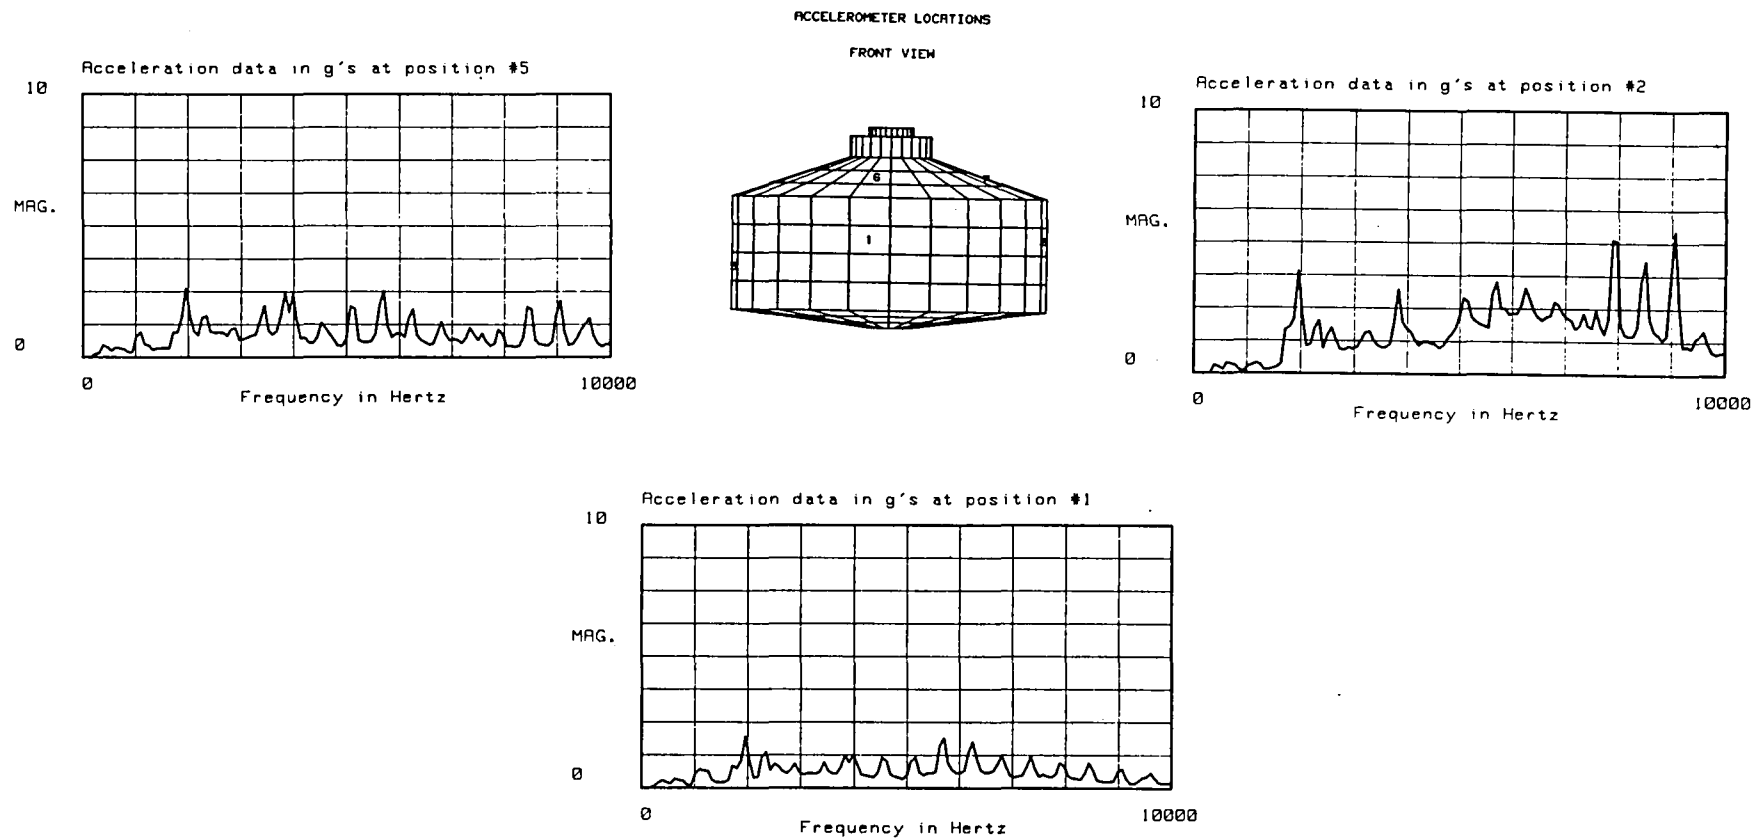 ACCELEROMETER LOCATIONS
FRONT VIEW
Acceleration data in g's at position #5
10
MAG.
0
0
10000
Frequency in Hertz
6
1
Acceleration data in g's at position #2
10
MAG.
0
0
10000
Frequency in Hertz
Acceleration data in g's at position #1
10
MAG.
0
0
10000
Frequency in Hertz